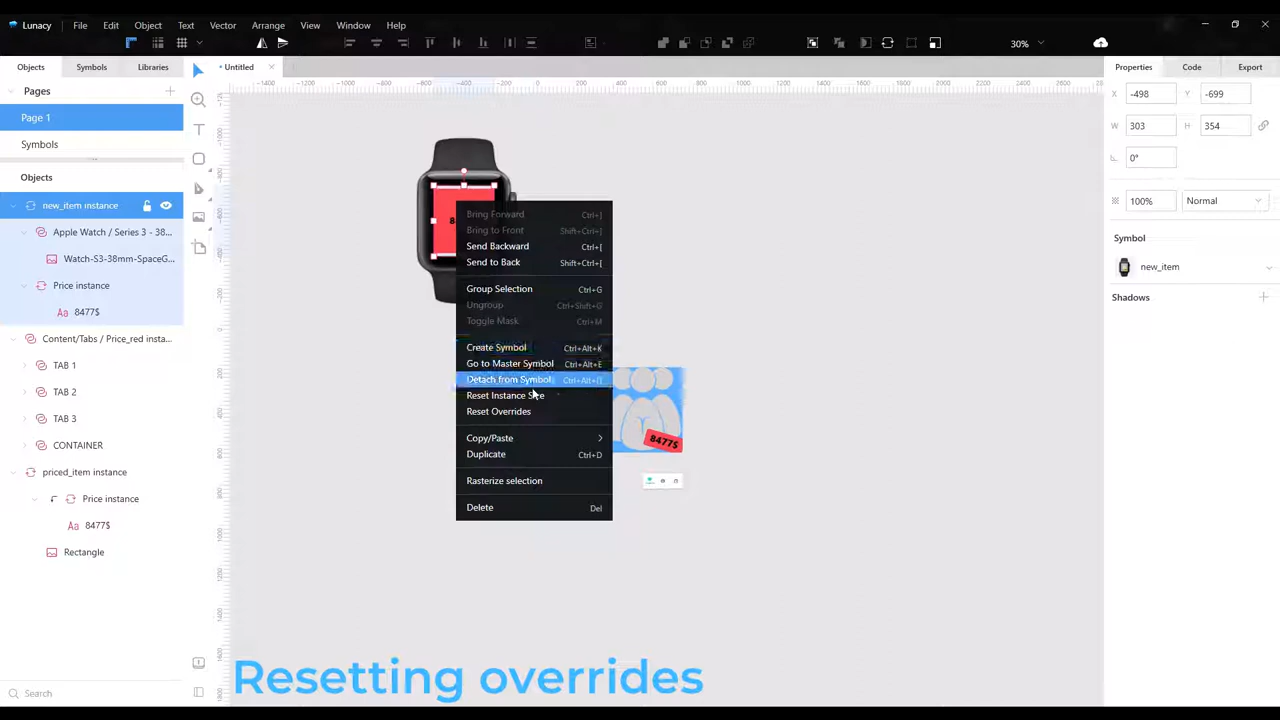 Lunacy File Edit Object Text Vector Arrange View Window Help
30%
Objects Symbols Libraries
Untitled
Properties Code Export
Pages
Page 1
Symbols
Objects
new_item instance
Apple Watch / Series 3 - 38...
Watch-S3-38mm-SpaceG...
Price instance
Aa 8477$
Content/Tabs / Price_red insta...
TAB 1
TAB 2
TAB 3
CONTAINER
priced_item instance
Price instance
Aa 8477$
Rectangle
Search
Bring Forward Ctrl+]
Bring to Front Shift+Ctrl+]
Send Backward Ctrl+[
Send to Back Shift+Ctrl+[
Group Selection Ctrl+G
Ungroup Ctrl+Shift+G
Toggle Mask Ctrl+M
Create Symbol Ctrl+Alt+K
Go to Master Symbol Ctrl+Alt+E
Detach from Symbol
Reset Instance Size
Reset Overrides
Copy/Paste
Duplicate Ctrl+D
Rasterize selection
Delete Del
8477$
X -498 Y -699
W 303 H 354
0°
100% Normal
Symbol
new_item
Shadows
Resetting overrides